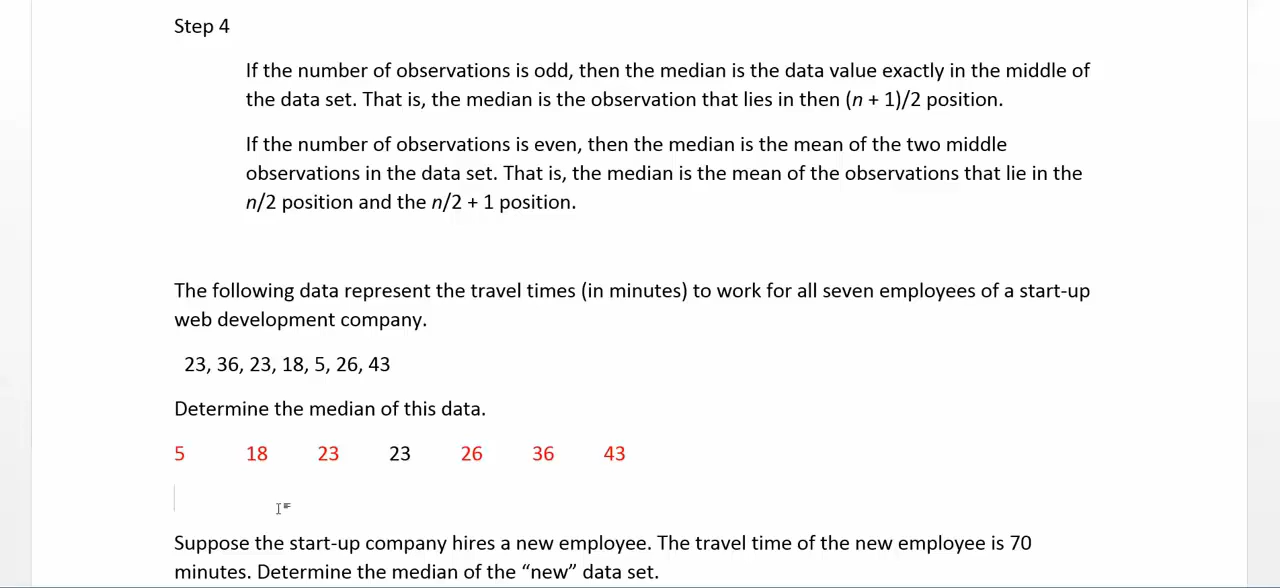 Step 4
If the number of observations is odd, then the median is the data value exactly in the middle of
the data set. That is, the median is the observation that lies in then (n + 1)/2 position.
If the number of observations is even, then the median is the mean of the two middle
observations in the data set. That is, the median is the mean of the observations that lie in the
n/2 position and the n/2 + 1 position.
The following data represent the travel times (in minutes) to work for all seven employees of a start-up
web development company.
23, 36, 23, 18, 5, 26, 43
Determine the median of this data.
5 18 23 23 26 36 43
Suppose the start-up company hires a new employee. The travel time of the new employee is 70
minutes. Determine the median of the “new” data set.